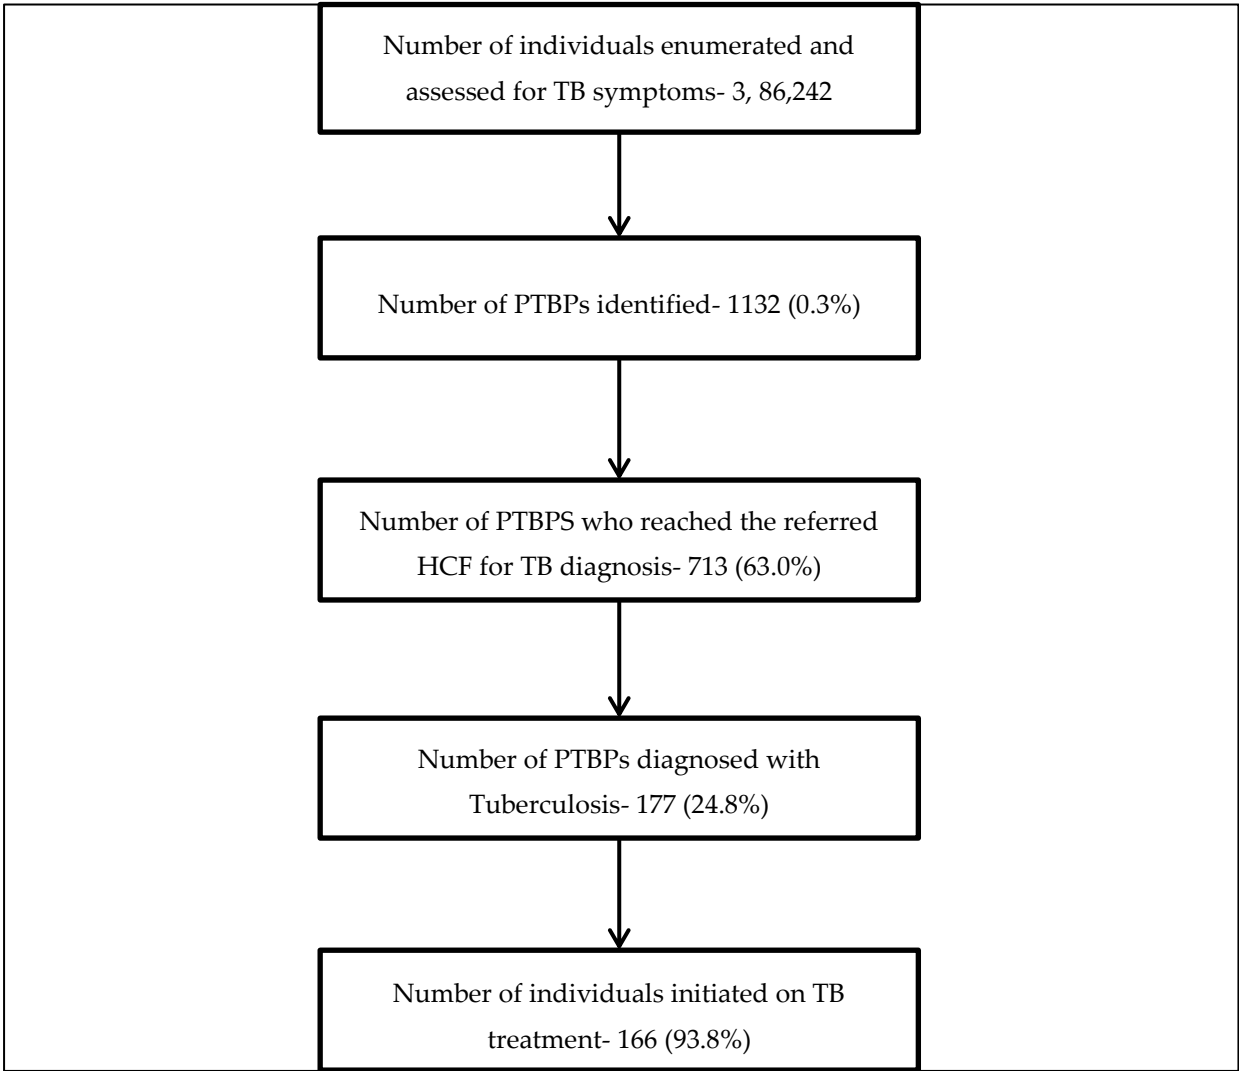 Number of individuals enumerated and
assessed for TB symptoms- 3, 86,242
Number of PTBPs identified- 1132 (0.3%)
Number of PTBPS who reached the referred
HCF for TB diagnosis- 713 (63.0%)
Number of PTBPs diagnosed with
Tuberculosis- 177 (24.8%)
Number of individuals initiated on TB
treatment- 166 (93.8%)